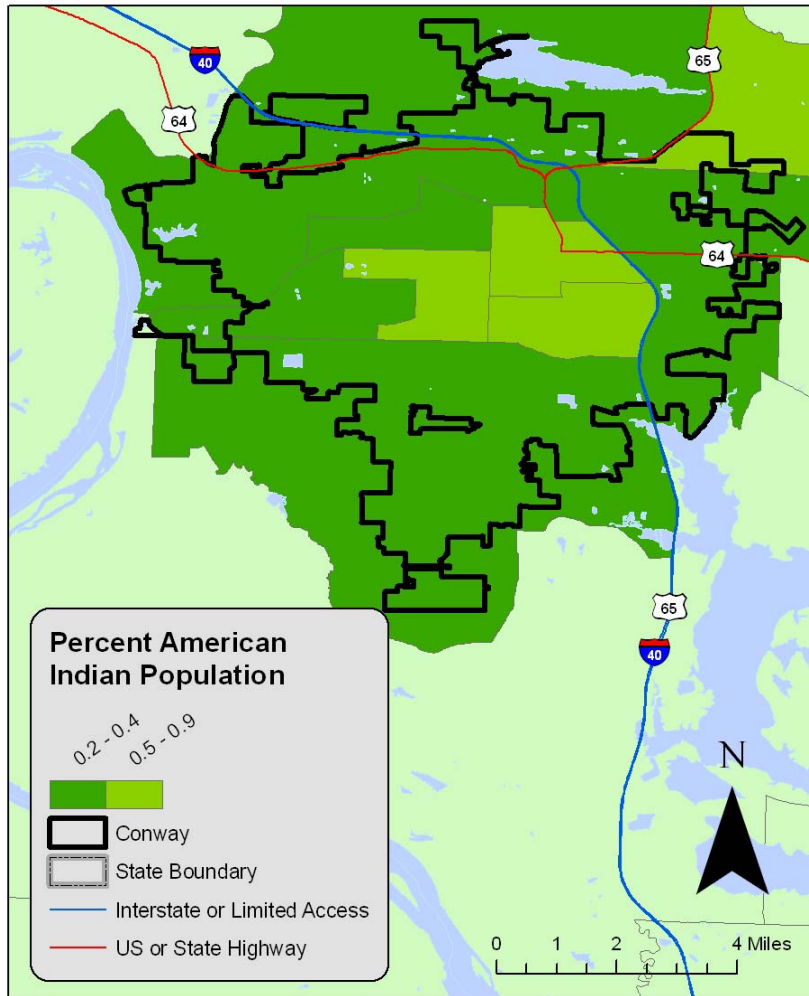 40
65
64
64
65
40
Percent American
Indian Population
0.2 - 0.4
0.5 - 0.9
Conway
State Boundary
Interstate or Limited Access
US or State Highway
N
0 1 2 4 Miles